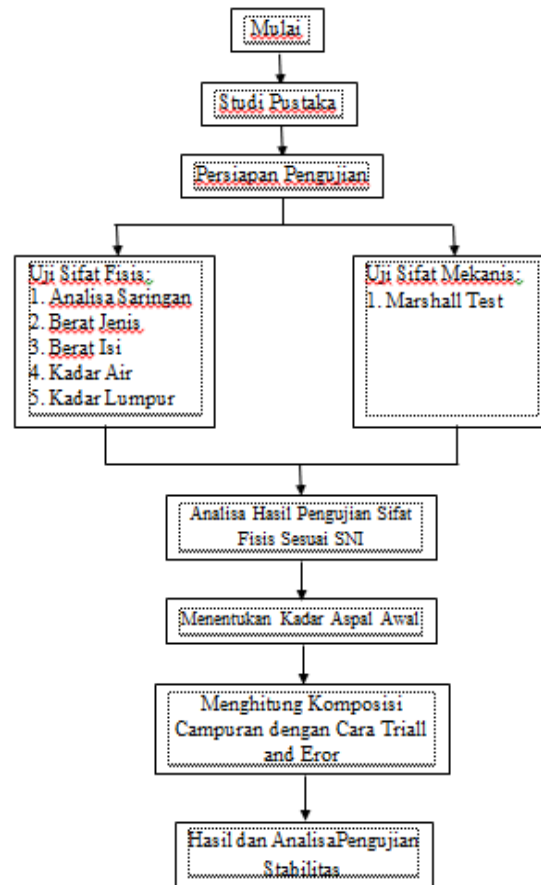 Mulai
Studi Pustaka
Persiapan Pengujian
Uji Sifat Fisis:
1. Analisa Saringan
2. Berat Jenis
3. Berat Isi
4. Kadar Air
5. Kadar Lumpur
Uji Sifat Mekanis:
1. Marshall Test
Analisa Hasil Pengujian Sifat
Fisis Sesuai SNI
Menentukan Kadar Aspal Awal
Menghitung Komposisi
Campuran dengan Cara Triall
and Eror
Hasil dan AnalisaPengujian
Stabilitas